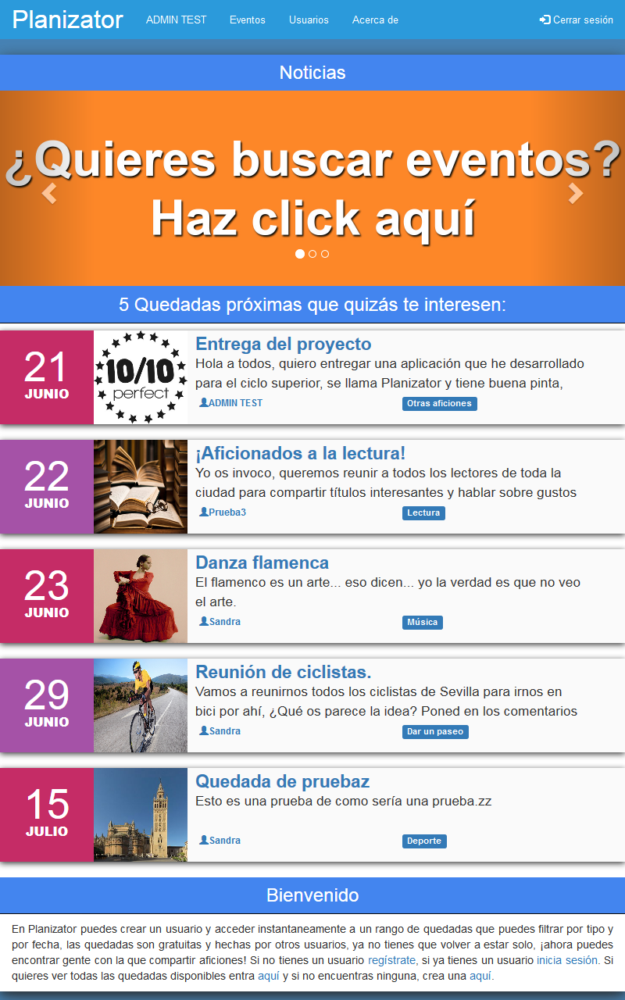 Planizator ADMIN TEST Eventos Usuarios Acerca de Cerrar sesión
Noticias
¿Quieres buscar eventos?
Haz click aquí
5 Quedadas próximas que quizás te interesen:
21
JUNIO
10/10
perfect
Entrega del proyecto
Hola a todos, quiero entregar una aplicación que he desarrollado
para el ciclo superior, se llama Planizator y tiene buena pinta,
ADMIN TEST Otras aficiones
22
JUNIO
¡Aficionados a la lectura!
Yo os invoco, queremos reunir a todos los lectores de toda la
ciudad para compartir títulos interesantes y hablar sobre gustos
Prueba3 Lectura
23
JUNIO
Danza flamenca
El flamenco es un arte... eso dicen... yo la verdad es que no veo
el arte.
Sandra Música
29
JUNIO
Reunión de ciclistas.
Vamos a reunirnos todos los ciclistas de Sevilla para irnos en
bici por ahí, ¿Qué os parece la idea? Poned en los comentarios
Sandra Dar un paseo
15
JULIO
Quedada de pruebaz
Esto es una prueba de como sería una prueba.zz
Sandra Deporte
Bienvenido
En Planizator puedes crear un usuario y acceder instantaneamente a un rango de quedadas que puedes filtrar por tipo y
por fecha, las quedadas son gratuitas y hechas por otros usuarios, ya no tienes que volver a estar solo, ¡ahora puedes
encontrar gente con la que compartir aficiones! Si no tienes un usuario regístrate, si ya tienes un usuario inicia sesión. Si
quieres ver todas las quedadas disponibles entra aquí y si no encuentras ninguna, crea una aquí.